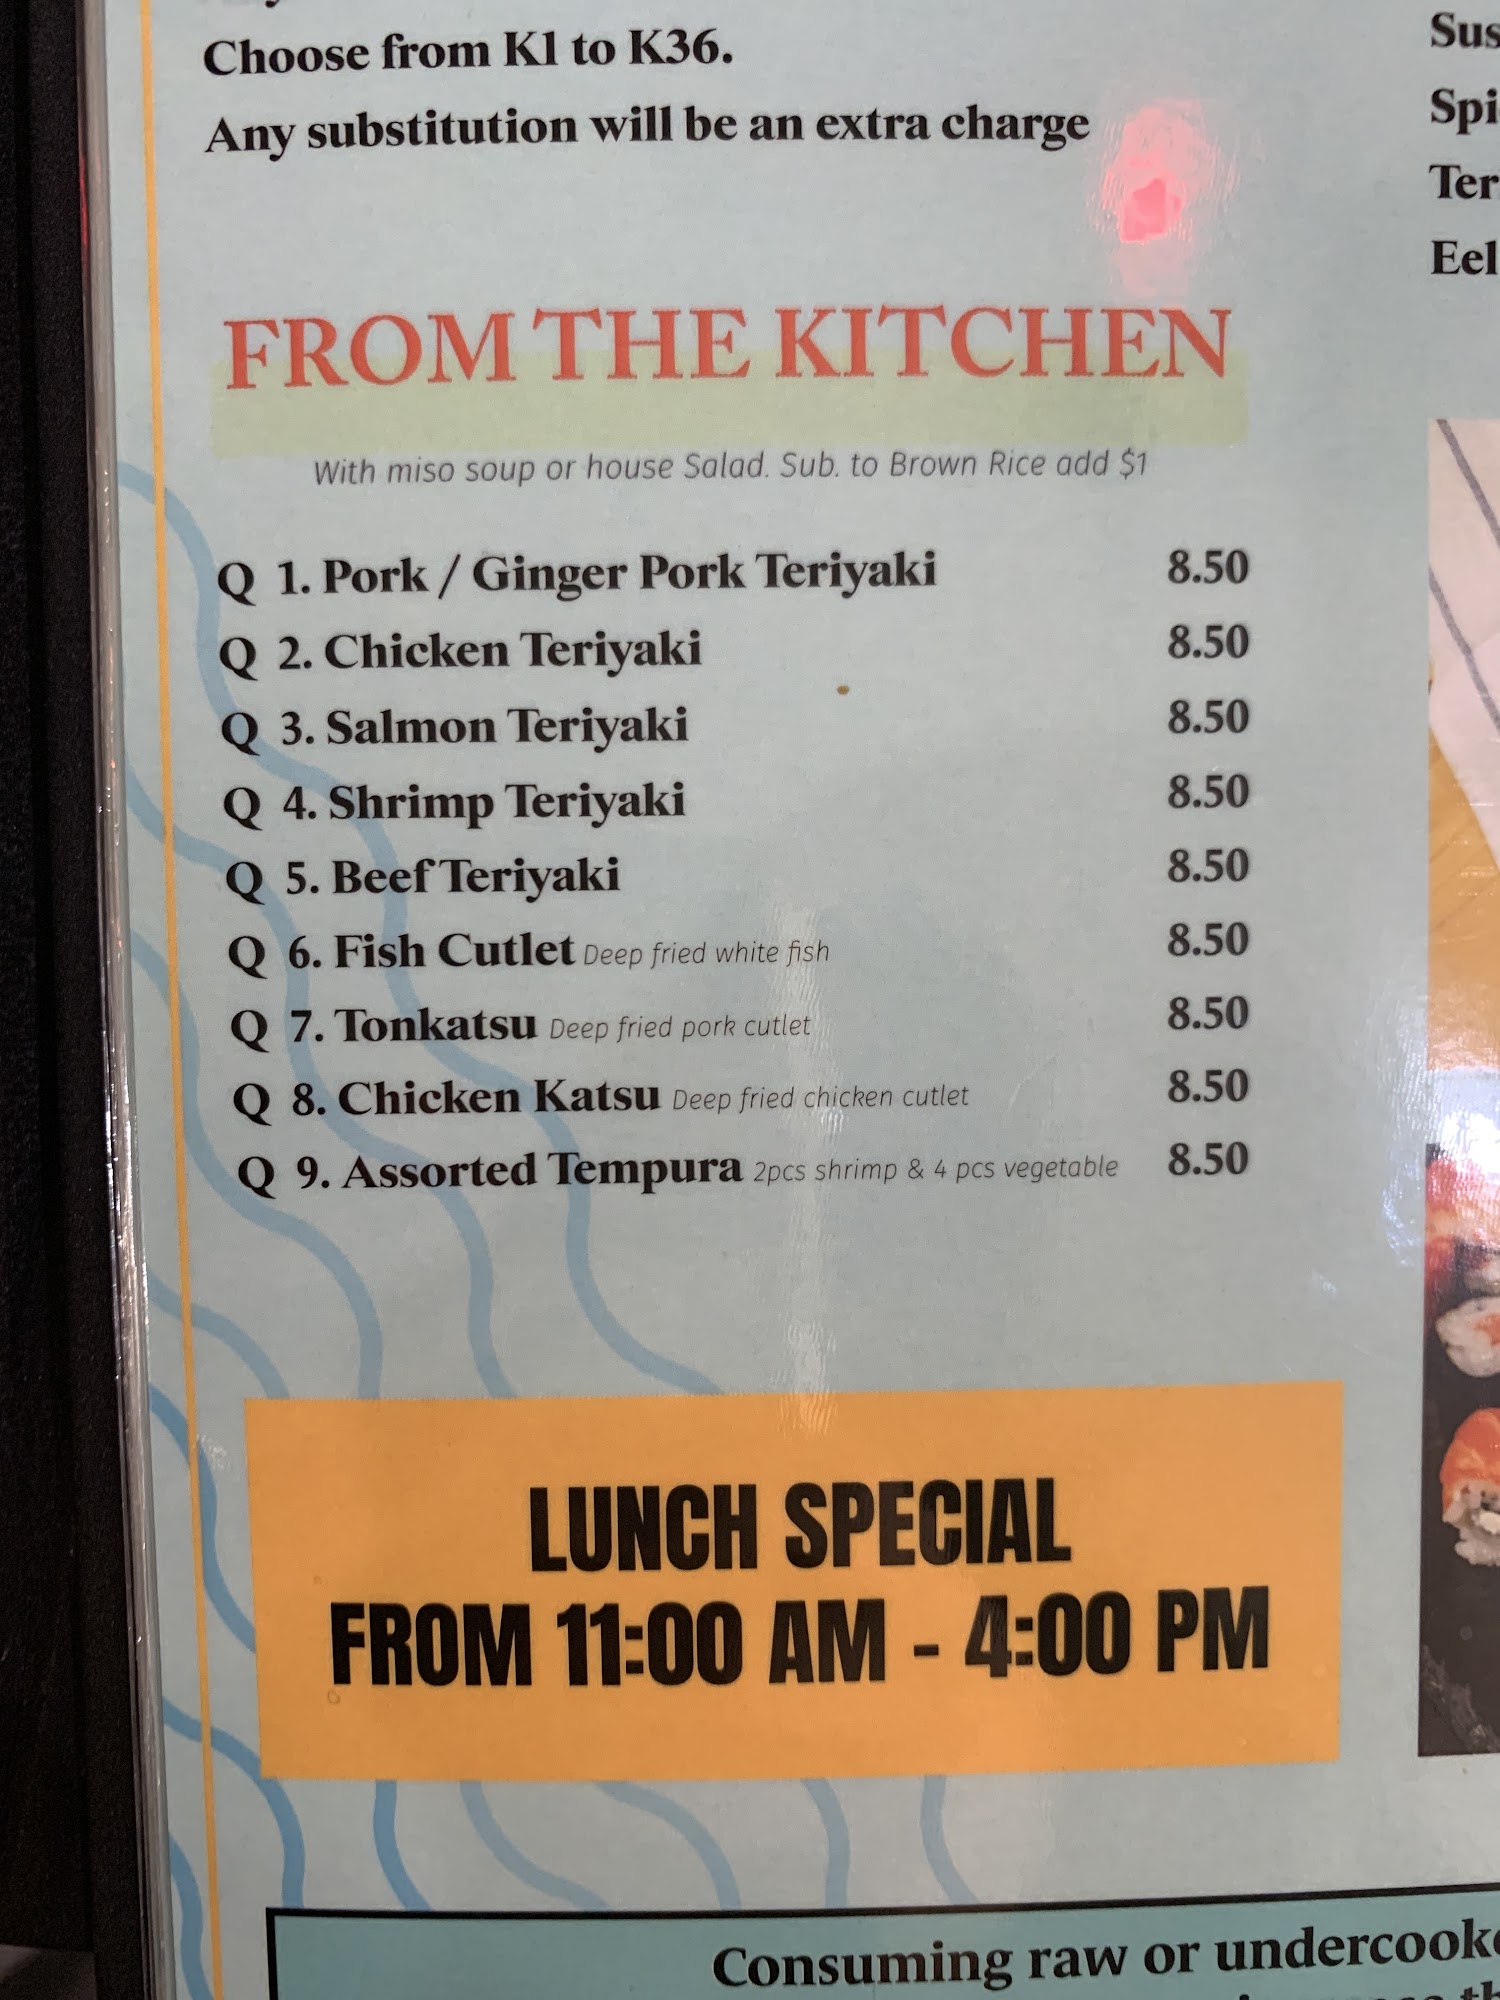 Choose from K1 to K36.
Any substitution will be an extra charge
FROM THE KITCHEN
With miso soup or house Salad. Sub. to Brown Rice add $1
Q 1. Pork / Ginger Pork Teriyaki 8.50
Q 2. Chicken Teriyaki 8.50
Q 3. Salmon Teriyaki 8.50
Q 4. Shrimp Teriyaki 8.50
Q 5. Beef Teriyaki 8.50
Q 6. Fish Cutlet Deep fried white fish 8.50
Q 7. Tonkatsu Deep fried pork cutlet 8.50
Q 8. Chicken Katsu Deep fried chicken cutlet 8.50
Q 9. Assorted Tempura 2pcs shrimp & 4 pcs vegetable 8.50
LUNCH SPECIAL
FROM 11:00 AM - 4:00 PM
Consuming raw or
Eel